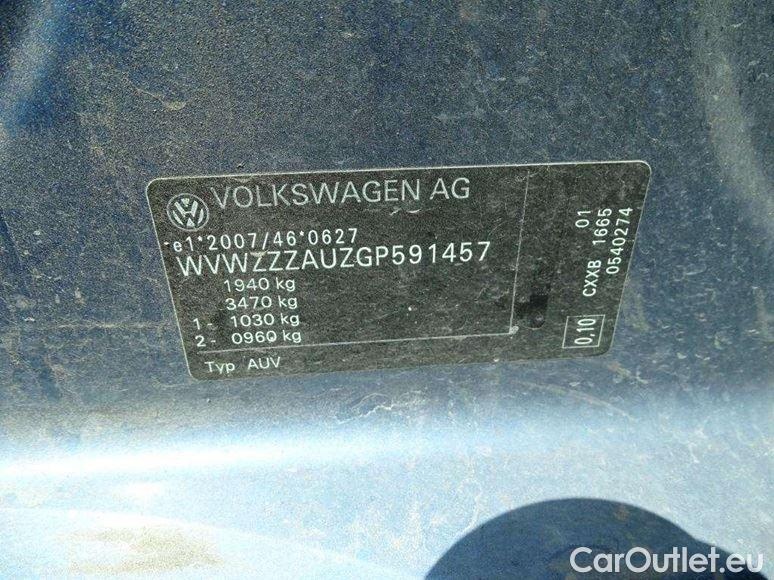 VOLKSWAGEN AG
e1*2007/46*0627
WVWZZZAUZGP591457
1940 kg
3470 kg
1- 1030 kg
2- 0960 kg
Typ AUV
01
CXXB 1665
0540274
0,10
CarOutlet.eu